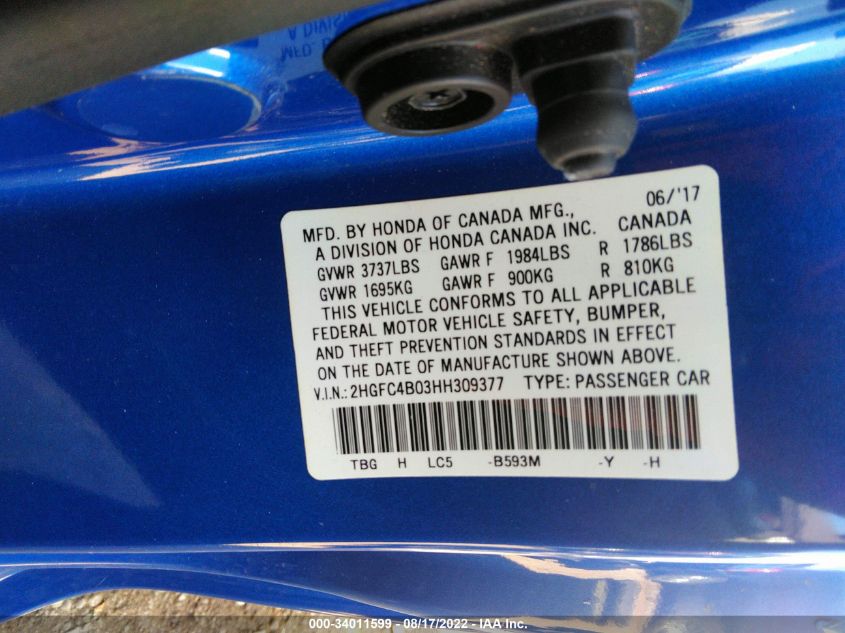 A DIVISION
MFD. B
06/'17
MFD. BY HONDA OF CANADA MFG.,
A DIVISION OF HONDA CANADA INC. CANADA
GVWR 3737LBS GAWR F 1984LBS R 1786LBS
GVWR 1695KG GAWR F 900KG R 810KG
THIS VEHICLE CONFORMS TO ALL APPLICABLE
FEDERAL MOTOR VEHICLE SAFETY, BUMPER,
AND THEFT PREVENTION STANDARDS IN EFFECT
ON THE DATE OF MANUFACTURE SHOWN ABOVE.
V.I.N.: 2HGFC4B03HH309377 TYPE: PASSENGER CAR
TBG H LC5 -B593M -Y -H
000-34011599 - 08/17/2022 - IAA Inc.